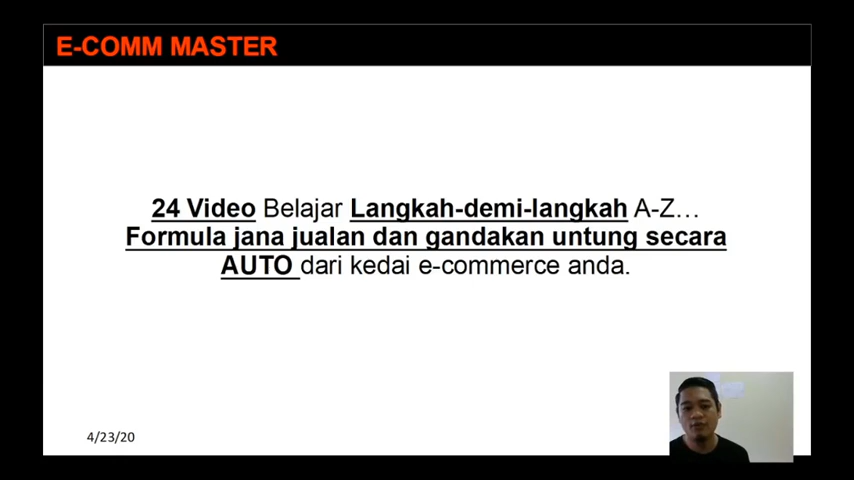 E-COMM MASTER
24 Video Belajar Langkah-demi-langkah A-Z...
Formula jana jualan dan gandakan untung secara
AUTO dari kedai e-commerce anda.
4/23/20